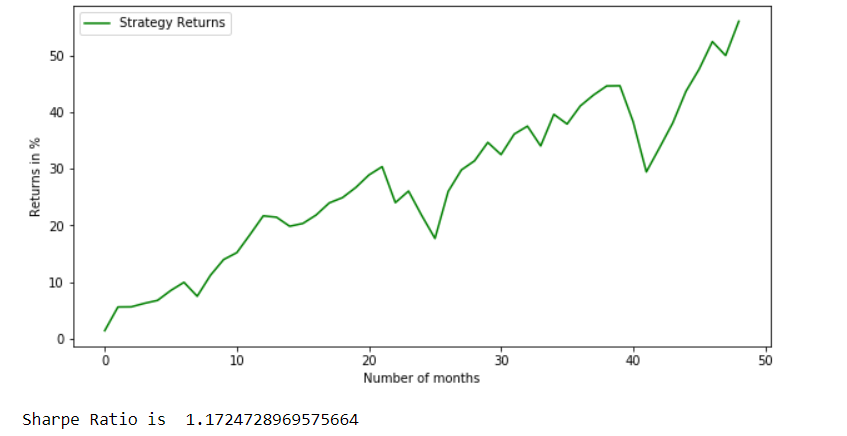 Strategy Returns
50
40
30
20
10
0
Returns in %
0 10 20 30 40 50
Number of months
Sharpe Ratio is 1.1724728969575664